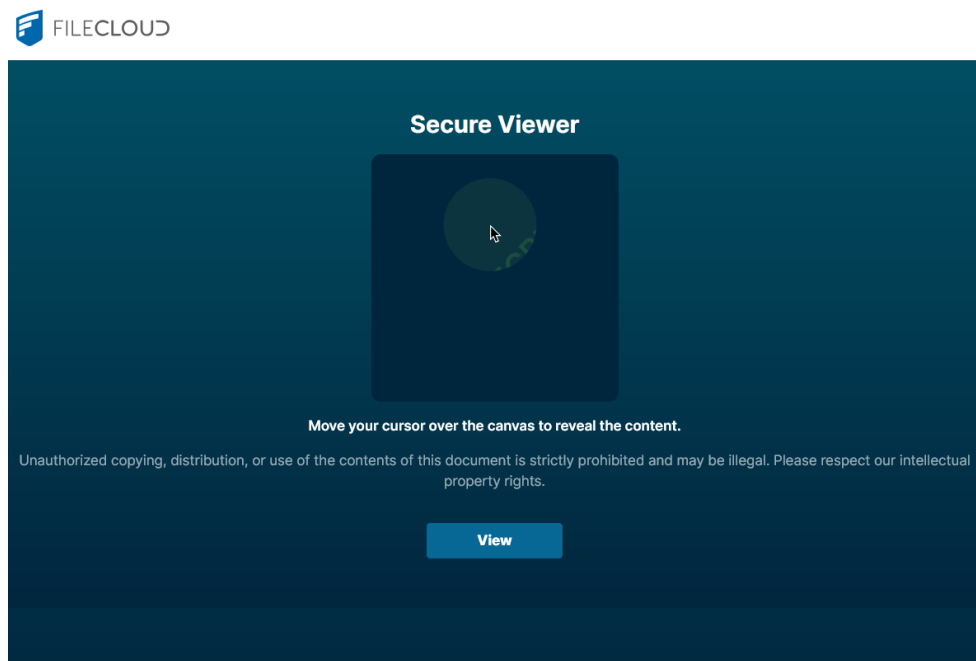 FILECLOUD
Secure Viewer
Move your cursor over the canvas to reveal the content.
Unauthorized copying, distribution, or use of the contents of this document is strictly prohibited and may be illegal. Please respect our intellectual
property rights.
View